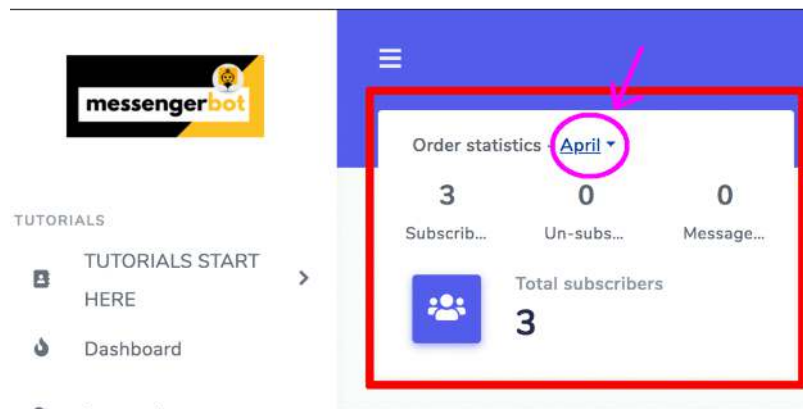 messengerbot
TUTORIALS
TUTORIALS START
HERE
Dashboard
Order statistics - April
3
0
0
Subscrib...
Un-subs...
Message...
Total subscribers
3